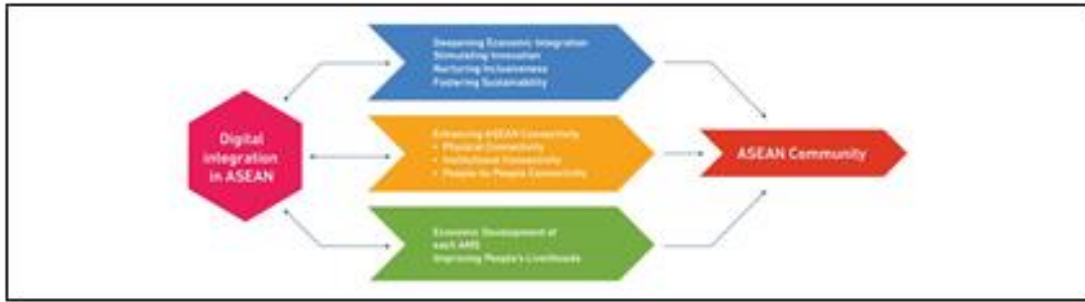 Digital
integration
in ASEAN
Deepening Economic Integration
Stimulating Innovation
Nurturing Inclusiveness
Fostering Sustainability
Enhancing ASEAN Connectivity
• Physical Connectivity
• Institutional Connectivity
• People-to-People Connectivity
Economic Development of
each AMS
Improving People's Livelihoods
ASEAN Community